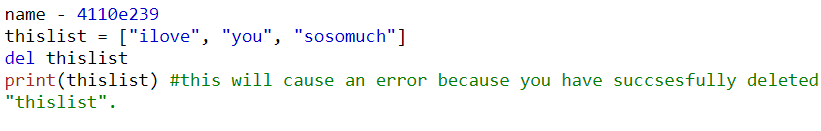 name - 4110e239
thislist = ["ilove", "you", "sosomuch"]
del thislist
print(thislist) #this will cause an error because you have succsesfully deleted
"thislist".